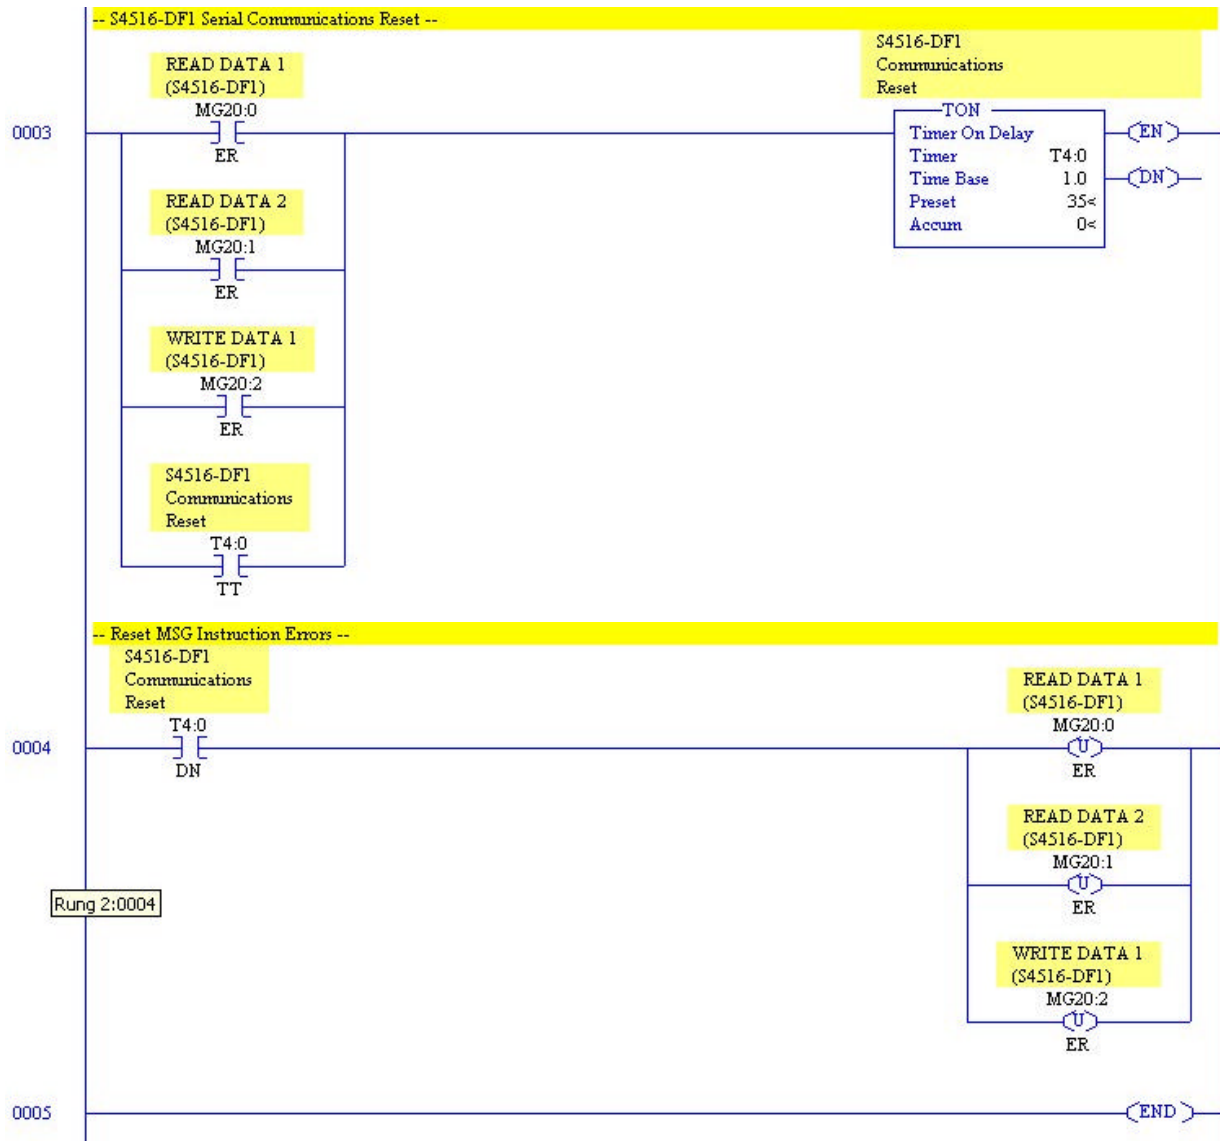 -- S4516-DF1 Serial Communications Reset --
S4516-DF1
Communications
Reset
READ DATA 1
(S4516-DF1)
MG20:0
0003
ER
TON
Timer On Delay
Timer T4:0
Time Base 1.0
Preset 35<
Accum 0<
EN
DN
READ DATA 2
(S4516-DF1)
MG20:1
ER
WRITE DATA 1
(S4516-DF1)
MG20:2
ER
S4516-DF1
Communications
Reset
T4:0
TT
-- Reset MSG Instruction Errors --
S4516-DF1
Communications
Reset
T4:0
0004
DN
READ DATA 1
(S4516-DF1)
MG20:0
U
ER
READ DATA 2
(S4516-DF1)
MG20:1
U
ER
Rung 2:0004
WRITE DATA 1
(S4516-DF1)
MG20:2
U
ER
0005
END